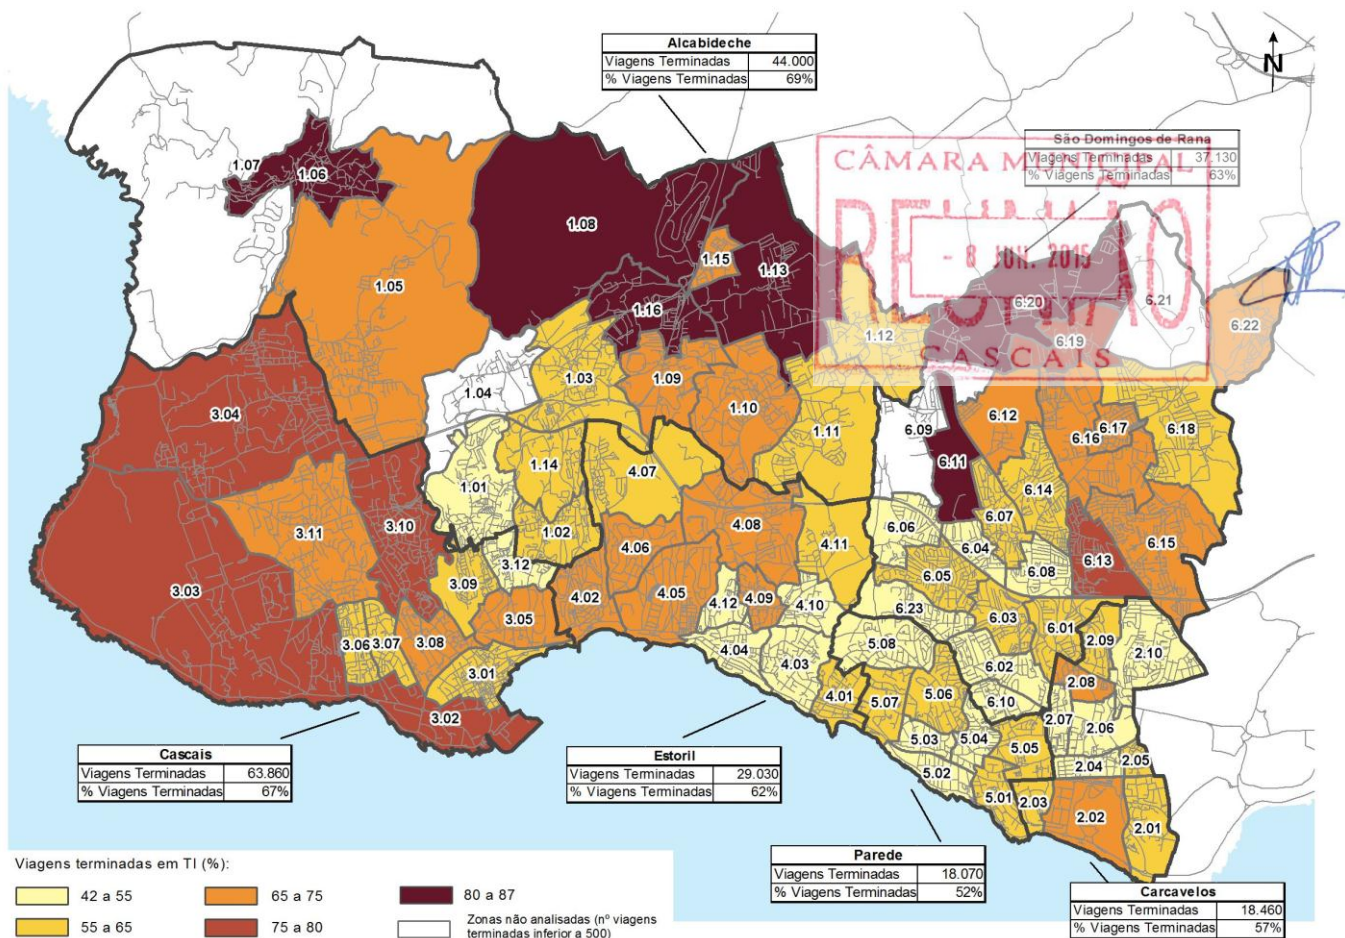 Alcabideche
Viagens Terminadas 44.000
% Viagens Terminadas 69%
N
São Domingos de Rana
Viagens Terminadas 37.130
% Viagens Terminadas 63%
CÂMARA MUNICIPAL
- 8 JUN. 2015
CASCAIS
1.07
1.06
1.08
1.15
1.13
1.05
1.16
1.12
6.20
6.21
6.19
6.22
3.04
1.04
1.03
1.09
1.10
1.11
6.09
6.11
6.12
6.16
6.17
6.18
1.01
1.14
4.07
6.14
3.11
3.10
1.02
4.06
4.08
4.11
6.06
6.07
6.04
6.08
6.13
6.15
3.03
3.09
3.12
4.02
4.05
4.12
4.09
4.10
6.05
6.23
6.03
6.01
2.09
2.10
3.06
3.07
3.08
3.05
3.01
4.04
4.03
5.08
6.02
2.08
3.02
4.01
5.07
5.06
6.10
2.07
2.06
5.03
5.04
5.05
2.04
2.05
5.02
5.01
2.03
2.02
2.01
Cascais
Viagens Terminadas 63.860
% Viagens Terminadas 67%
Estoril
Viagens Terminadas 29.030
% Viagens Terminadas 62%
Parede
Viagens Terminadas 18.070
% Viagens Terminadas 52%
Carcavelos
Viagens Terminadas 18.460
% Viagens Terminadas 57%
Viagens terminadas em TI (%):
42 a 55
65 a 75
80 a 87
55 a 65
75 a 80
Zonas não analisadas (nº viagens
terminadas inferior a 500)